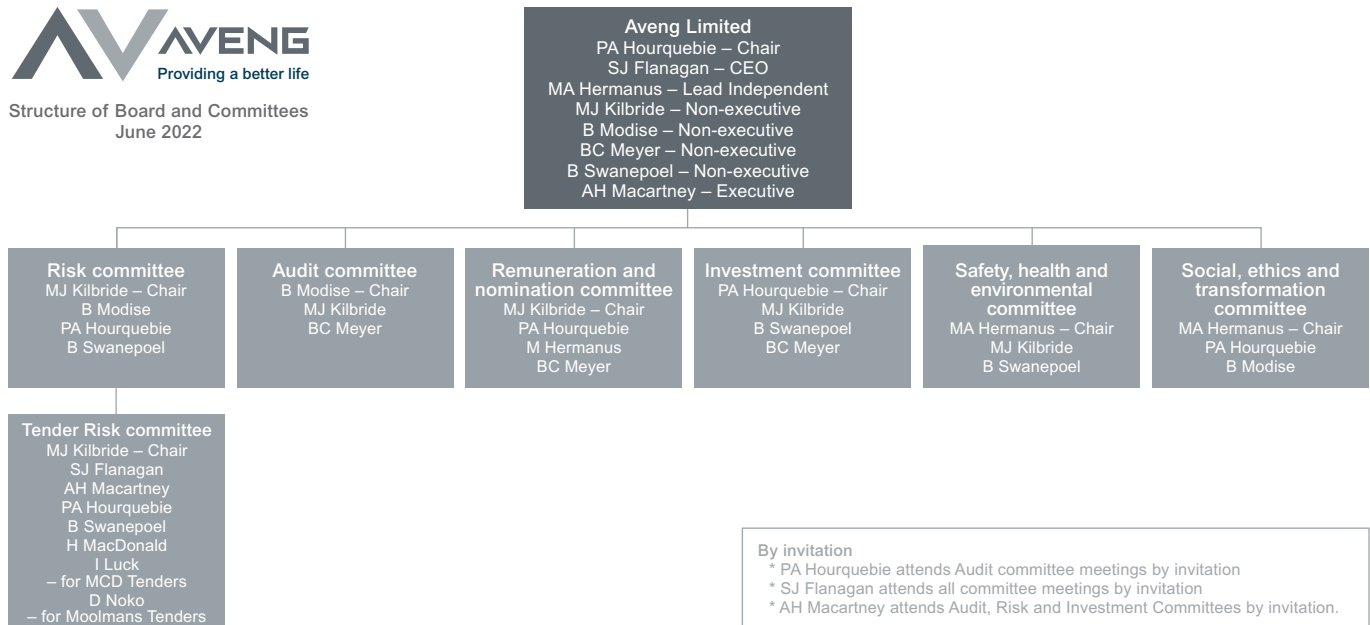 AVENG
Providing a better life
Structure of Board and Committees
June 2022
Aveng Limited
PA Hourquebie – Chair
SJ Flanagan – CEO
MA Hermanus – Lead Independent
MJ Kilbride – Non-executive
B Modise – Non-executive
BC Meyer – Non-executive
B Swanepoel – Non-executive
AH Macartney – Executive
Risk committee
MJ Kilbride – Chair
B Modise
PA Hourquebie
B Swanepoel
Audit committee
B Modise – Chair
MJ Kilbride
BC Meyer
Remuneration and
nomination committee
MJ Kilbride – Chair
PA Hourquebie
M Hermanus
BC Meyer
Investment committee
PA Hourquebie – Chair
MJ Kilbride
B Swanepoel
BC Meyer
Safety, health and
environmental
committee
MA Hermanus – Chair
MJ Kilbride
B Swanepoel
Social, ethics and
transformation
committee
MA Hermanus – Chair
PA Hourquebie
B Modise
Tender Risk committee
MJ Kilbride – Chair
SJ Flanagan
AH Macartney
PA Hourquebie
B Swanepoel
H MacDonald
I Luck
– for MCD Tenders
D Noko
– for Moolmans Tenders
By invitation
* PA Hourquebie attends Audit committee meetings by invitation
* SJ Flanagan attends all committee meetings by invitation
* AH Macartney attends Audit, Risk and Investment Committees by invitation.